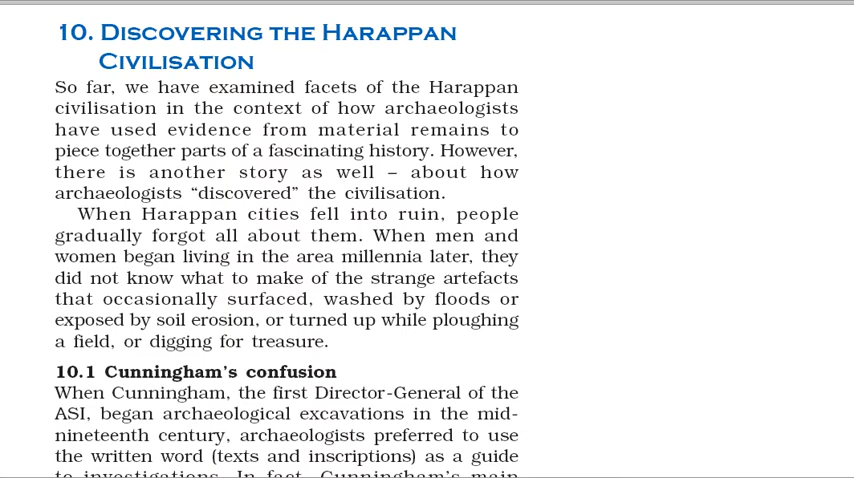 10. DISCOVERING THE HARAPPAN
CIVILISATION
So far, we have examined facets of the Harappan
civilisation in the context of how archaeologists
have used evidence from material remains to
piece together parts of a fascinating history. However,
there is another story as well – about how
archaeologists “discovered” the civilisation.
When Harappan cities fell into ruin, people
gradually forgot all about them. When men and
women began living in the area millennia later, they
did not know what to make of the strange artefacts
that occasionally surfaced, washed by floods or
exposed by soil erosion, or turned up while ploughing
a field, or digging for treasure.
10.1 Cunningham’s confusion
When Cunningham, the first Director-General of the
ASI, began archaeological excavations in the mid-
nineteenth century, archaeologists preferred to use
the written word (texts and inscriptions) as a guide
to investigations. In fact, Cunningham’s main